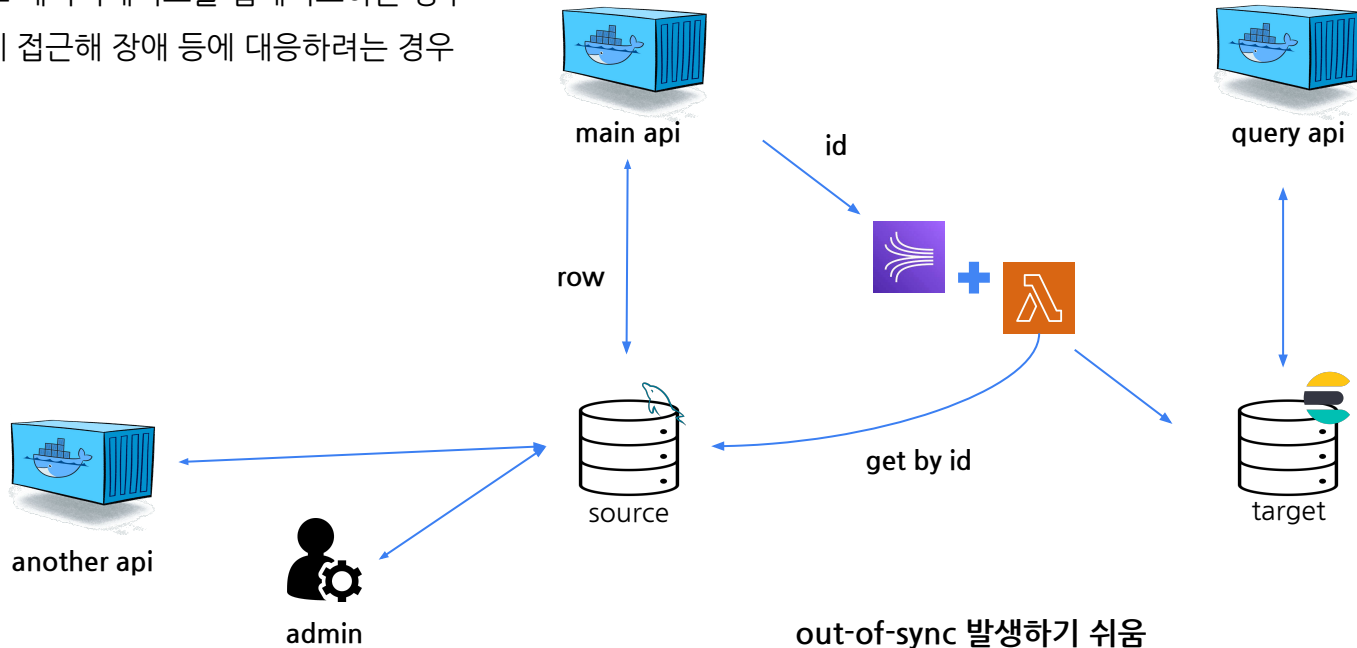 에 접근해 장애 등에 대응하려는 경우
main api
query api
id
row
get by id
source
target
another api
admin
out-of-sync 발생하기 쉬움